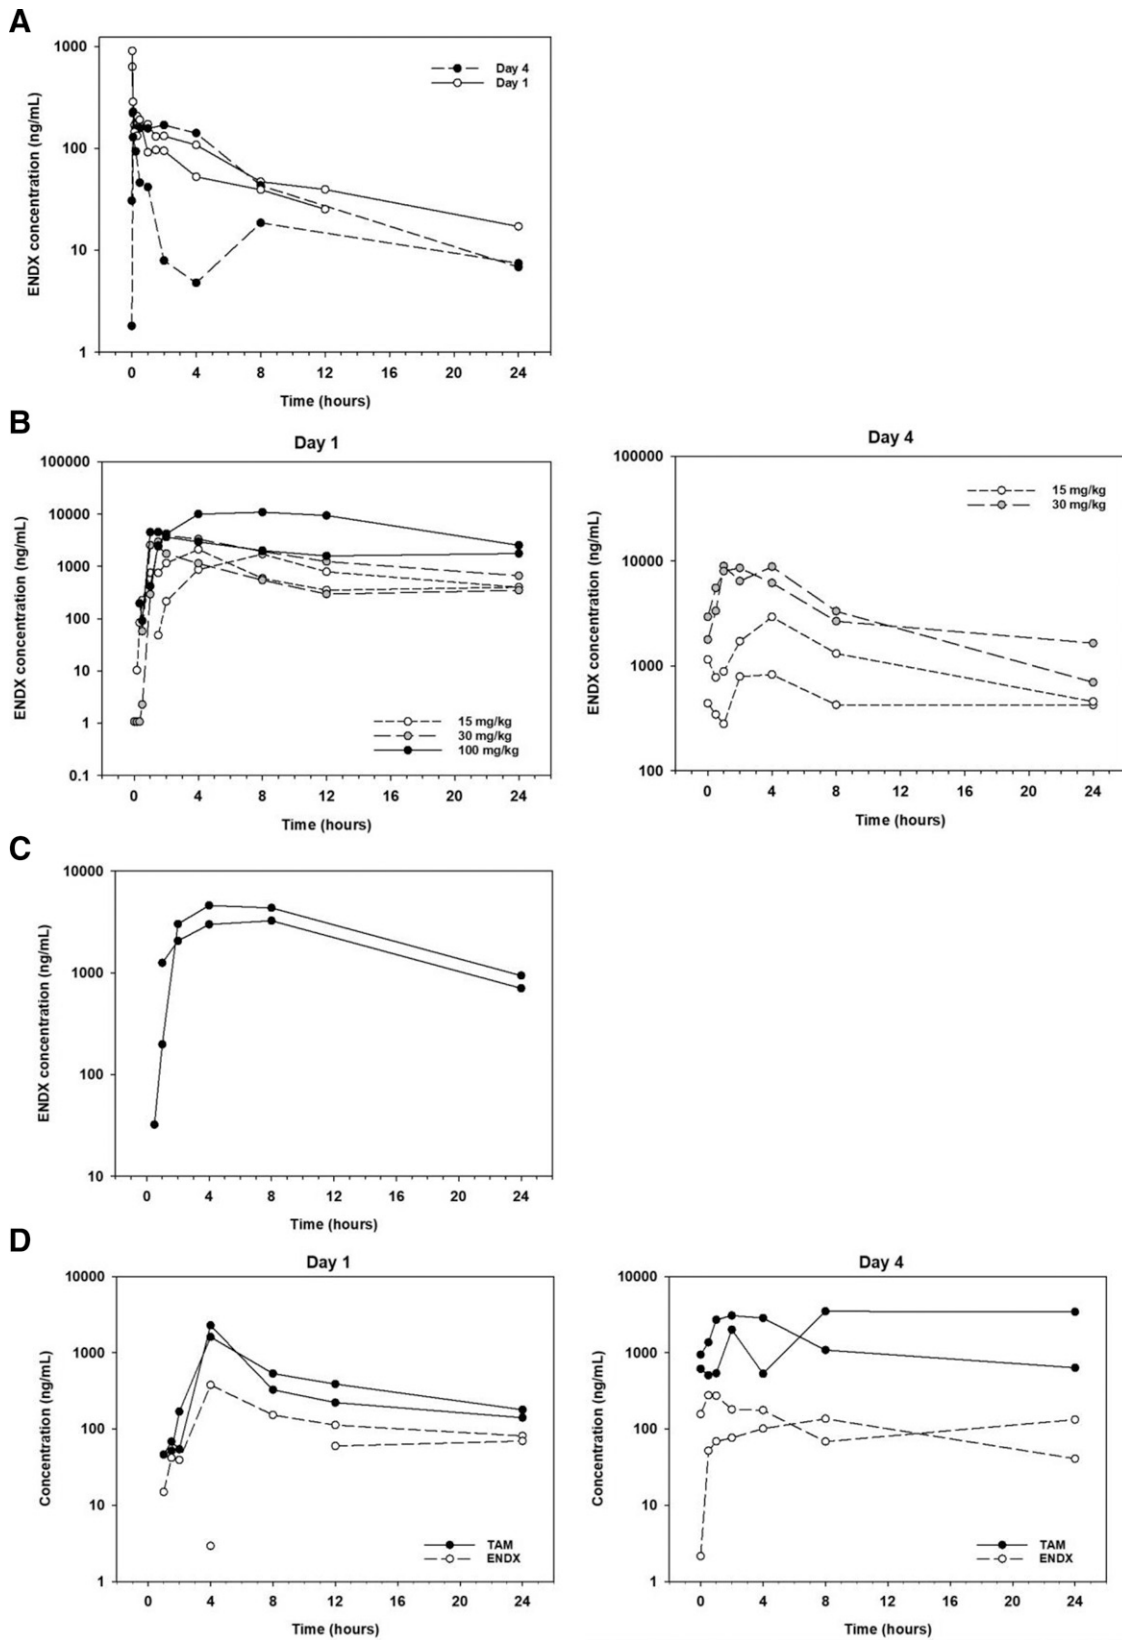 A
ENDX concentration (ng/mL)
1000
100
10
1
Day 4
Day 1
0 4 8 12 16 20 24
Time (hours)
B
Day 1
ENDX concentration (ng/mL)
100000
10000
1000
100
10
1
0.1
15 mg/kg
30 mg/kg
100 mg/kg
0 4 8 12 16 20 24
Time (hours)
Day 4
ENDX concentration (ng/mL)
100000
10000
1000
100
15 mg/kg
30 mg/kg
0 4 8 12 16 20 24
Time (hours)
C
ENDX concentration (ng/mL)
10000
1000
100
10
0 4 8 12 16 20 24
Time (hours)
D
Day 1
Concentration (ng/mL)
10000
1000
100
10
1
TAM
ENDX
0 4 8 12 16 20 24
Time (hours)
Day 4
Concentration (ng/mL)
10000
1000
100
10
1
TAM
ENDX
0 4 8 12 16 20 24
Time (hours)